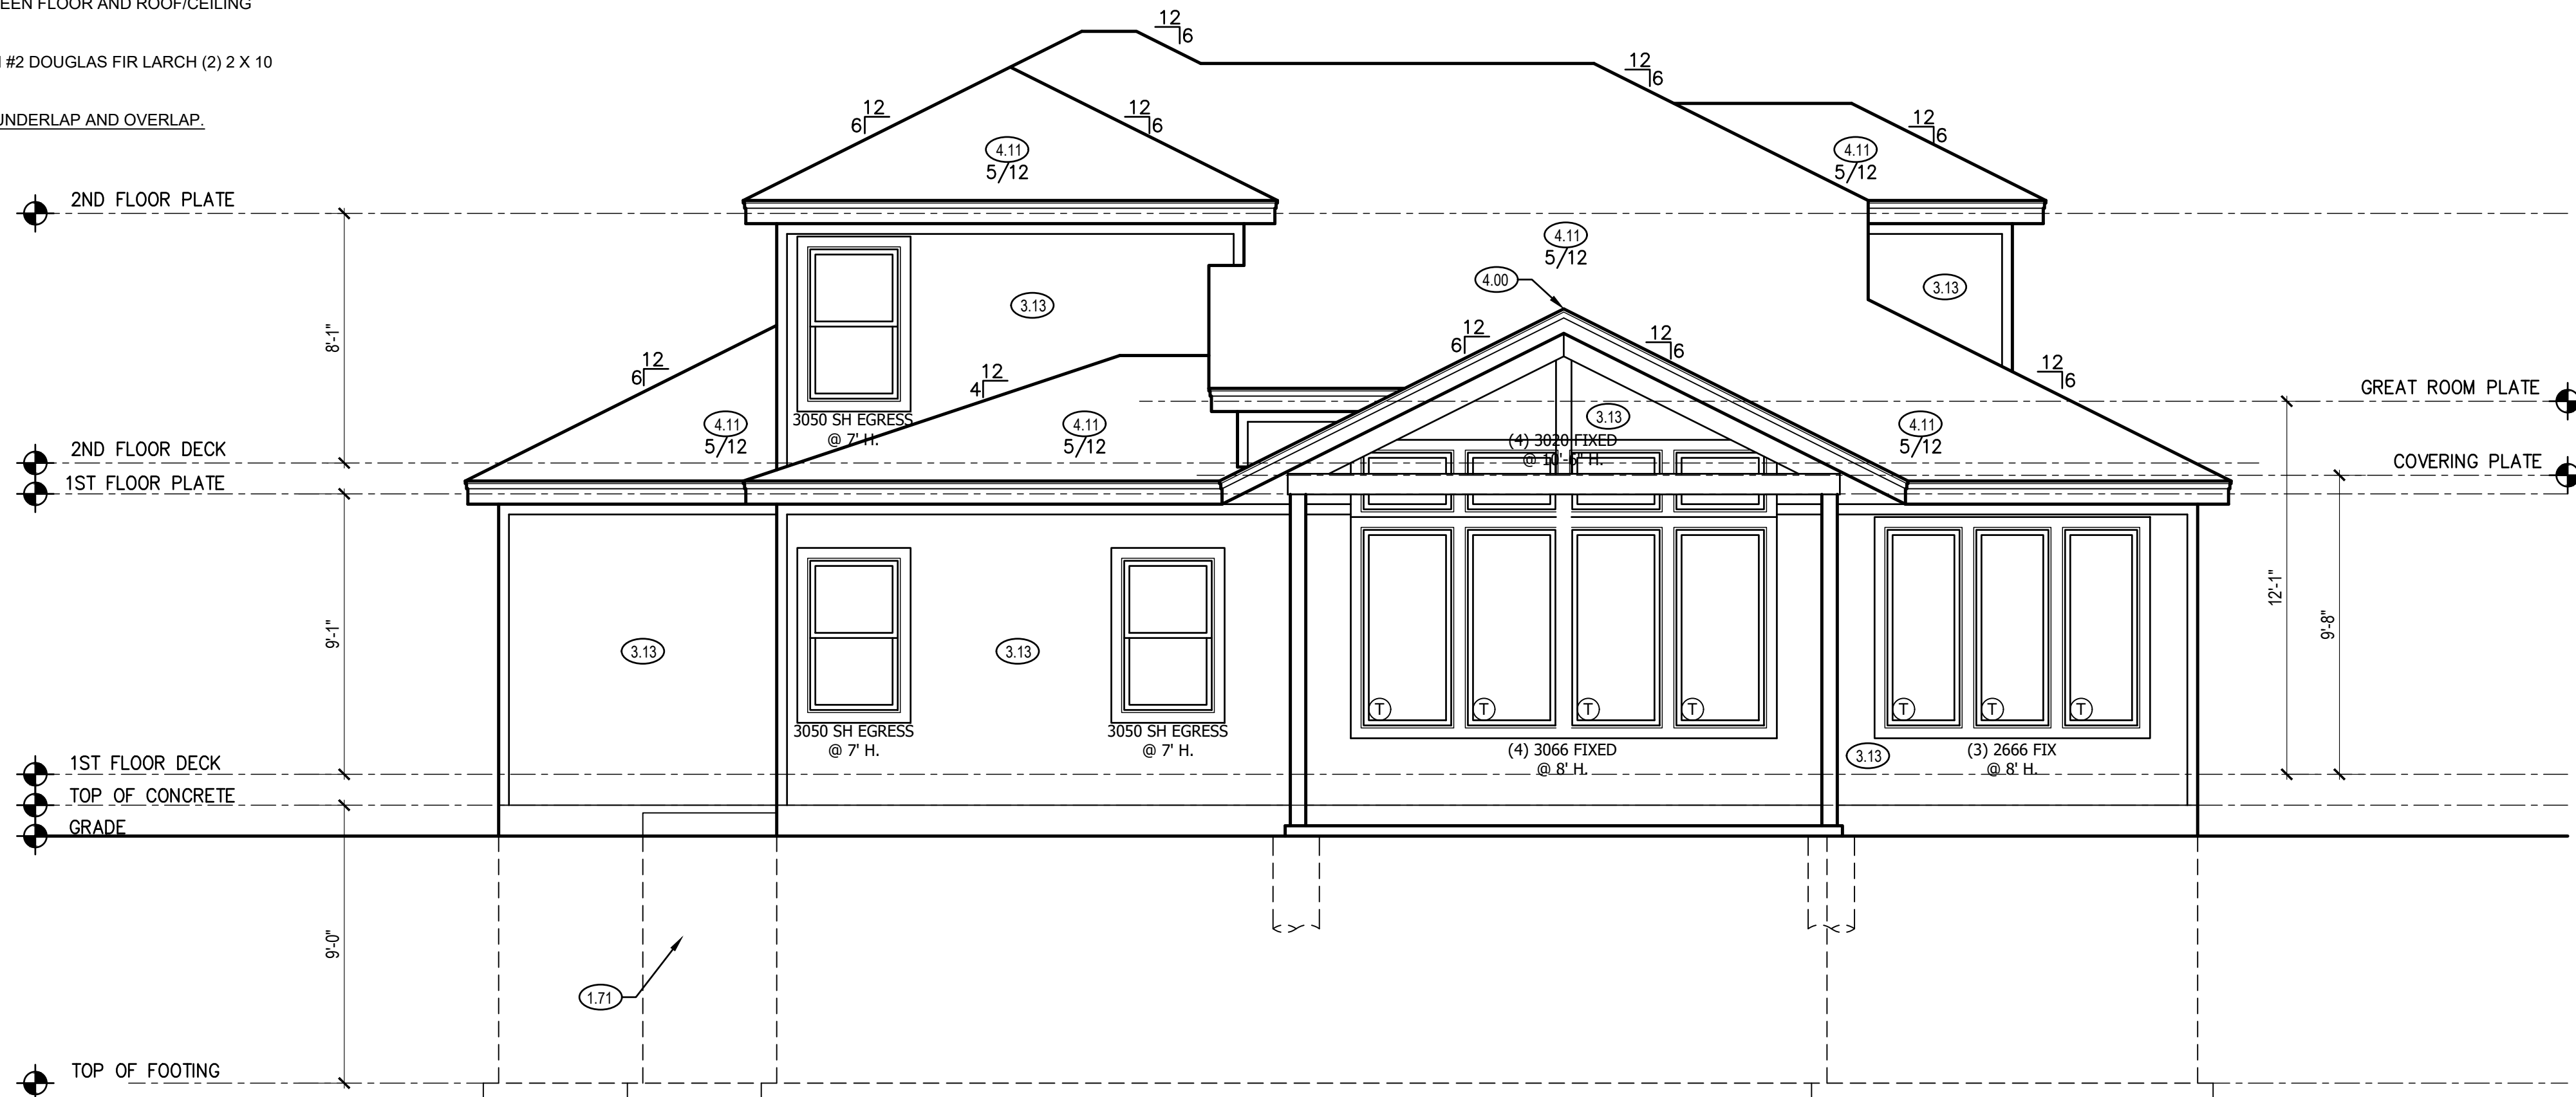 EEN FLOOR AND ROOF/CEILING
#2 DOUGLAS FIR LARCH (2) 2 X 10
UNDERLAP AND OVERLAP.
12
6
12
6
12
6
12
6
12
6
4.11
5/12
4.11
5/12
2ND FLOOR PLATE
4.11
5/12
4.00
3.13
3.13
8'-1"
12
6
12
6
12
6
12
4
12
6
GREAT ROOM PLATE
3050 SH EGRESS
@ 7' H.
4.11
5/12
4.11
5/12
3.13
(4) 3020 FIXED
@ 10'-6" H.
4.11
5/12
2ND FLOOR DECK
COVERING PLATE
1ST FLOOR PLATE
9'-1"
12'-1"
9'-8"
3.13
3.13
T
T
T
T
T
T
T
3050 SH EGRESS
@ 7' H.
3050 SH EGRESS
@ 7' H.
(4) 3066 FIXED
@ 8' H.
3.13
(3) 2666 FIX
@ 8' H.
1ST FLOOR DECK
TOP OF CONCRETE
GRADE
9'-0"
1.71
TOP OF FOOTING